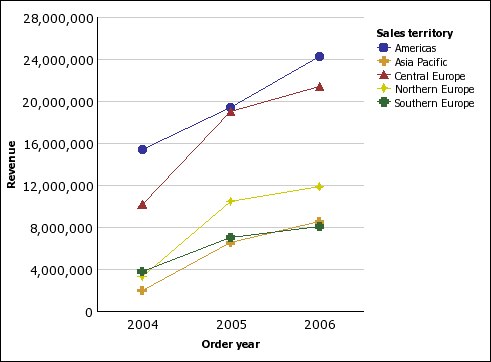 28,000,000
24,000,000
20,000,000
16,000,000
12,000,000
8,000,000
4,000,000
0
Revenue
2004 2005 2006
Order year
Sales territory
Americas
Asia Pacific
Central Europe
Northern Europe
Southern Europe